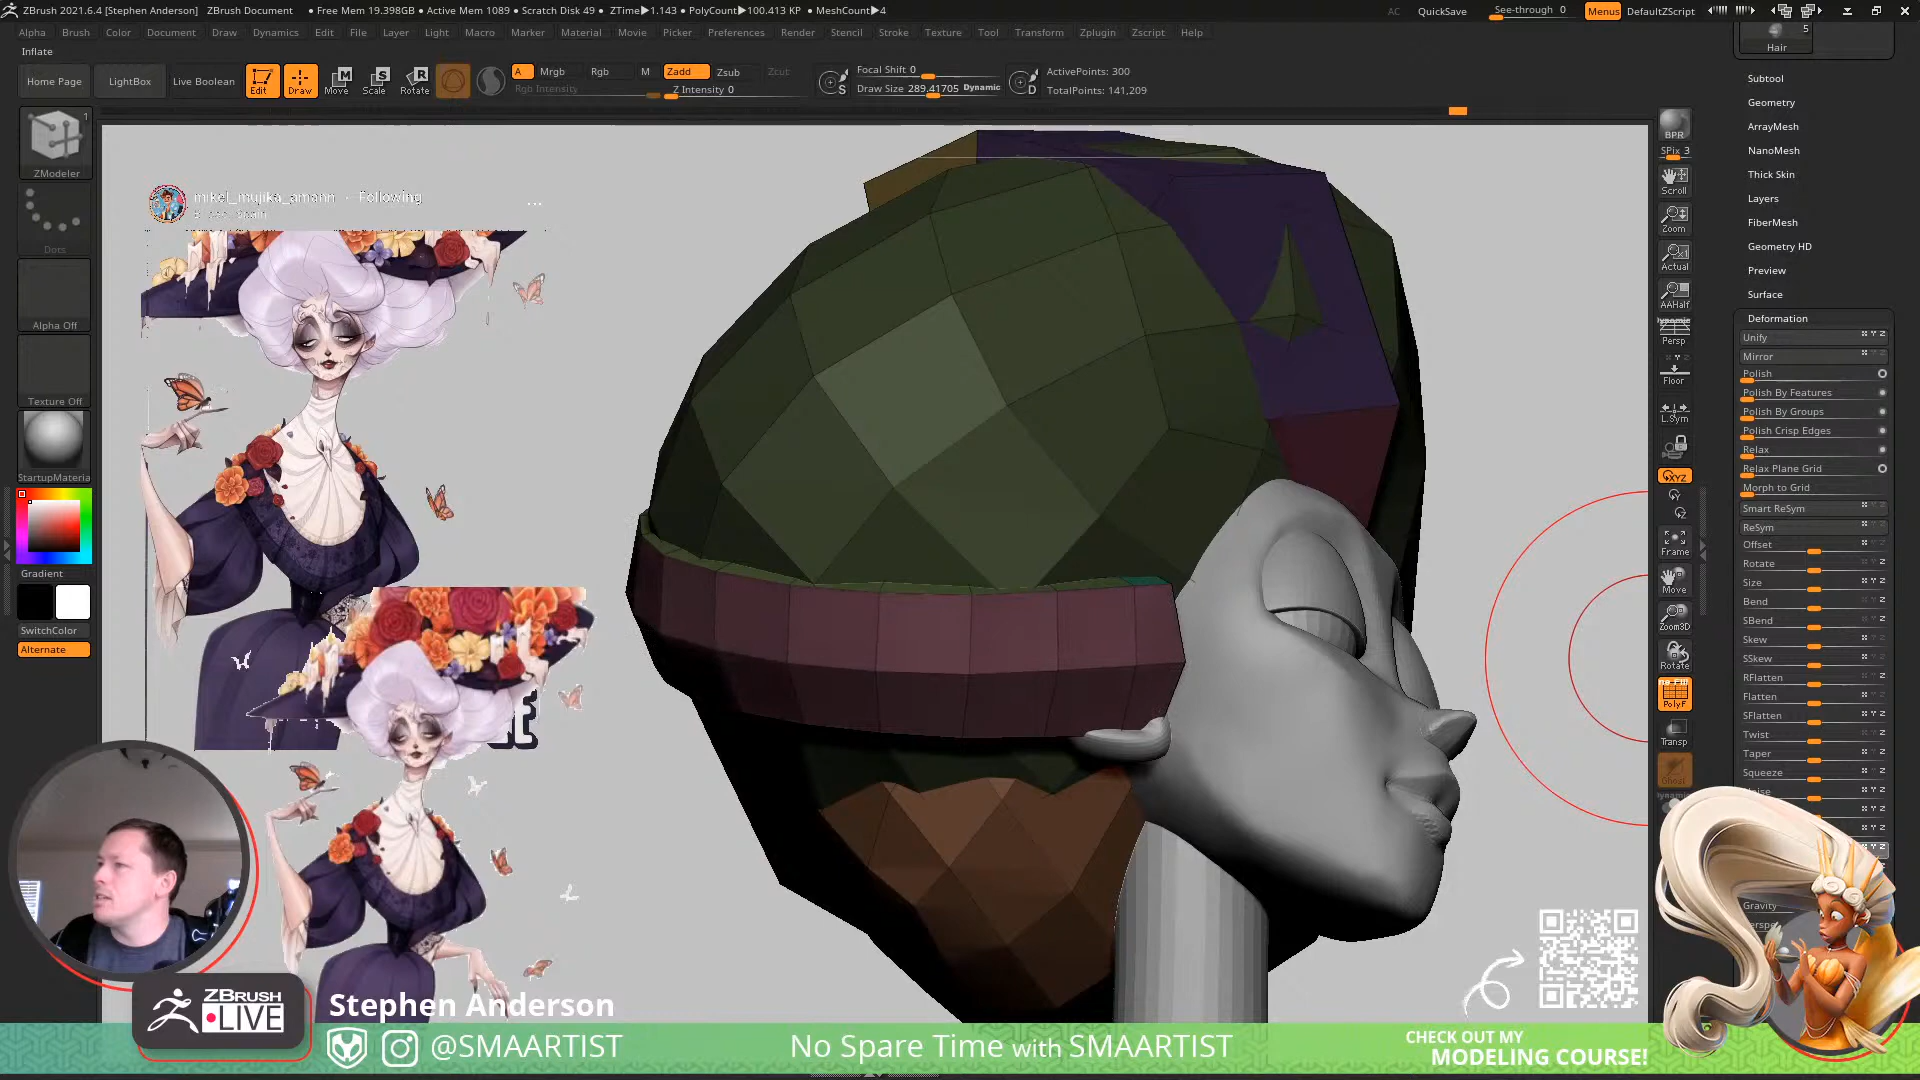 ZBrush 2021.6.4 [Stephen Anderson]
ZBrush Document
• Free Mem 19.398GB • Active Mem 1089 • Scratch Disk 49 • ZTime▶1.143 • PolyCount▶100.413 KP • MeshCount▶4
AC
QuickSave
See-through 0
Menus
DefaultZScript
Alpha
Brush
Color
Document
Draw
Dynamics
Edit
File
Layer
Light
Macro
Marker
Material
Movie
Picker
Preferences
Render
Stencil
Stroke
Texture
Tool
Transform
Zplugin
Zscript
Help
Inflate
Home Page
LightBox
Live Boolean
Edit
Draw
Move
Scale
Rotate
A
Mrgb
Rgb
M
Zadd
Zsub
Zcut
Rgb Intensity
Z Intensity 0
S
Focal Shift 0
Draw Size 289.41705
Dynamic
D
ActivePoints: 300
TotalPoints: 141,209
1
ZModeler
Dots
Alpha Off
Texture Off
StartupMateria
Gradient
SwitchColor
Alternate
mikel_mujika_amann
Following
BPR
SPix 3
Scroll
Zoom
Actual
AAHalf
Dynamic
Persp
Floor
L.Sym
XYZ
Frame
Move
Zoom3D
Rotate
PolyF
Transp
Ghost
5
Hair
Subtool
Geometry
ArrayMesh
NanoMesh
Thick Skin
Layers
FiberMesh
Geometry HD
Preview
Surface
Deformation
Unify
Mirror
Polish
Polish By Features
Polish By Groups
Polish Crisp Edges
Relax
Relax Plane Grid
Morph to Grid
Smart ReSym
ReSym
Offset
Rotate
Size
Bend
SBend
Skew
SSkew
RFlatten
Flatten
SFlatten
Twist
Taper
Squeeze
Gravity
ZBRUSH
LIVE
Stephen Anderson
@SMAARTIST
No Spare Time with SMAARTIST
CHECK OUT MY
MODELING COURSE!